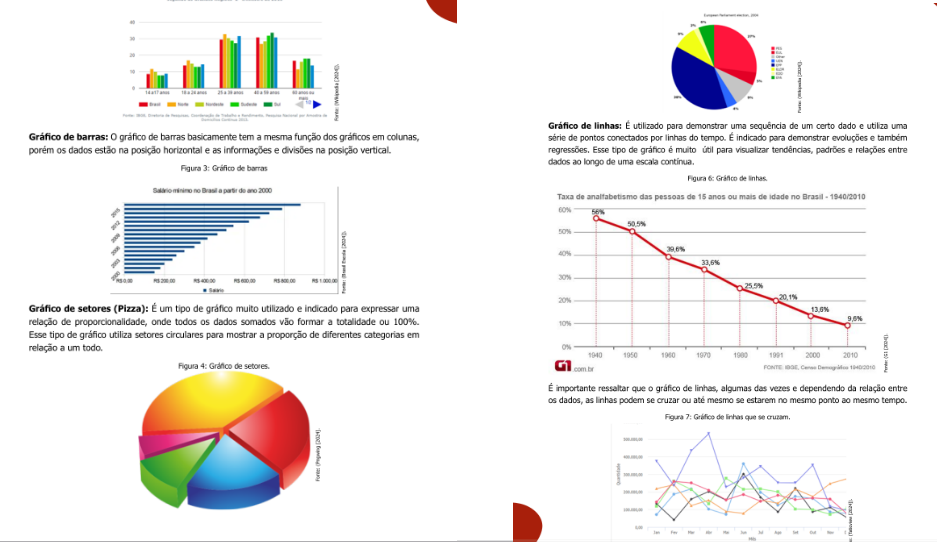 40
30
20
10
0
14 a 17 anos
18 a 24 anos
25 a 39 anos
40 a 59 anos
60 anos ou
mais
Brasil
Norte
Nordeste
Sudeste
Sul
1/2
Fonte: IBGE, Diretoria de Pesquisas, Coordenação de Trabalho e Rendimento, Pesquisa Nacional por Amostra de
Domicílios Contínua
Fonte: (Wikipedia [2024]).
Gráfico de barras: O gráfico de barras basicamente tem a mesma função dos gráficos em colunas,
porém os dados estão na posição horizontal e as informações e divisões na posição vertical.
Figura 3: Gráfico de barras
Salário mínimo no Brasil a partir do ano 2000
2015
2012
2009
2006
2003
2000
R$ 0,00
R$ 200,00
R$ 400,00
R$ 600,00
R$ 800,00
R$ 1.000,00
Salário
Fonte: (Brasil Escola [2024]).
Gráfico de setores (Pizza): É um tipo de gráfico muito utilizado e indicado para expressar uma
relação de proporcionalidade, onde todos os dados somados vão formar a totalidade ou 100%.
Esse tipo de gráfico utiliza setores circulares para mostrar a proporção de diferentes categorias em
relação a um todo.
Figura 4: Gráfico de setores.
Fonte: (Pngwing [2024].
European Parliament election, 2004
Fonte: (Wikipedia [2024]).
Gráfico de linhas: É utilizado para demonstrar uma sequência de um certo dado e utiliza uma
série de pontos conectados por linhas do tempo. É indicado para demonstrar evoluções e também
regressões. Esse tipo de gráfico é muito útil para visualizar tendências, padrões e relações entre
dados ao longo de uma escala contínua.
Figura 6: Gráfico de linhas.
Taxa de analfabetismo das pessoas de 15 anos ou mais de idade no Brasil - 1940/2010
60%
50%
40%
30%
20%
10%
0%
56%
50,5%
39,6%
33,6%
25,5%
20,1%
13,6%
9,6%
1940
1950
1960
1970
1980
1991
2000
2010
G1 .com.br
FONTE: IBGE, Censo Demográfico 1940/2010
Fonte: (G1 [2024]).
É importante ressaltar que o gráfico de linhas, algumas das vezes e dependendo da relação entre
os dados, as linhas podem se cruzar ou até mesmo se estarem no mesmo ponto ao mesmo tempo.
Figura 7: Gráfico de linhas que se cruzam.
Quantidade
500.000,00
400.000,00
300.000,00
200.000,00
100.000,00
0,00
Jan
Fev
Mar
Abr
Mai
Jun
Jul
Ago
Set
Out
Nov
Mês